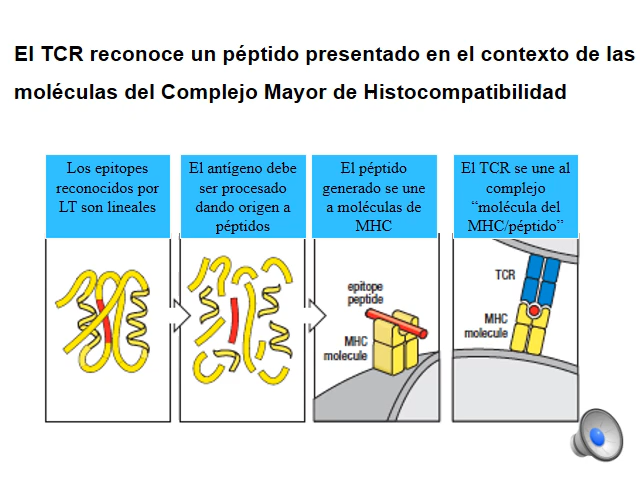 El TCR reconoce un péptido presentado en el contexto de las
moléculas del Complejo Mayor de Histocompatibilidad
Los epitopes
reconocidos por
LT son lineales
El antígeno debe
ser procesado
dando origen a
péptidos
El péptido
generado se une
a moléculas de
MHC
El TCR se une al
complejo
“molécula del
MHC/péptido”
epitope
peptide
MHC
molecule
TCR
MHC
molecule